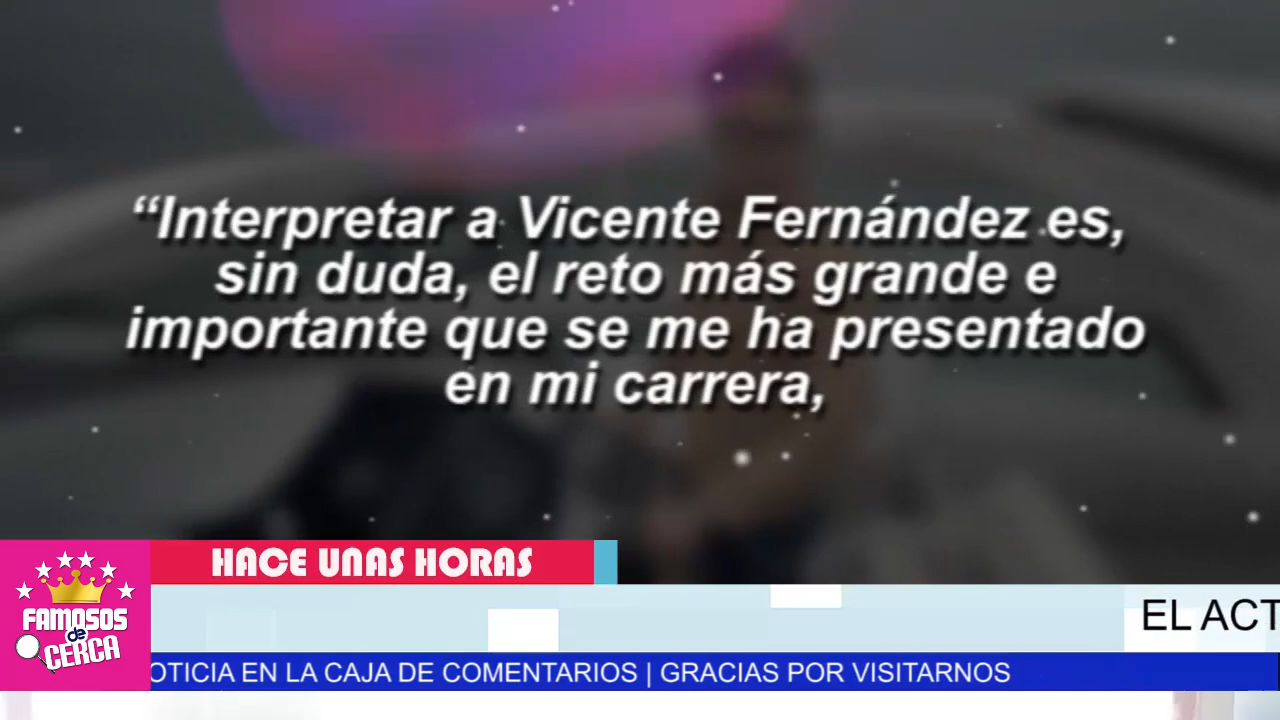 “Interpretar a Vicente Fernández es,
sin duda, el reto más grande e
importante que se me ha presentado
en mi carrera,
HACE UNAS HORAS
FAMOSOS
de
CERCA
EL ACT
OTICIA EN LA CAJA DE COMENTARIOS | GRACIAS POR VISITARNOS